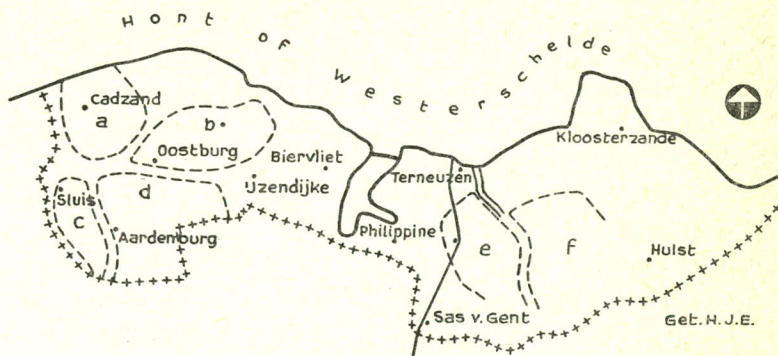 Hont of Westerschelde
Cadzand
a
b
Oostburg
Biervliet
IJzendijke
Sluis
c
d
Aardenburg
Philippine
Terneuzen
Kloosterzande
e
f
Hulst
Sas v. Gent
Get. H.J.E.